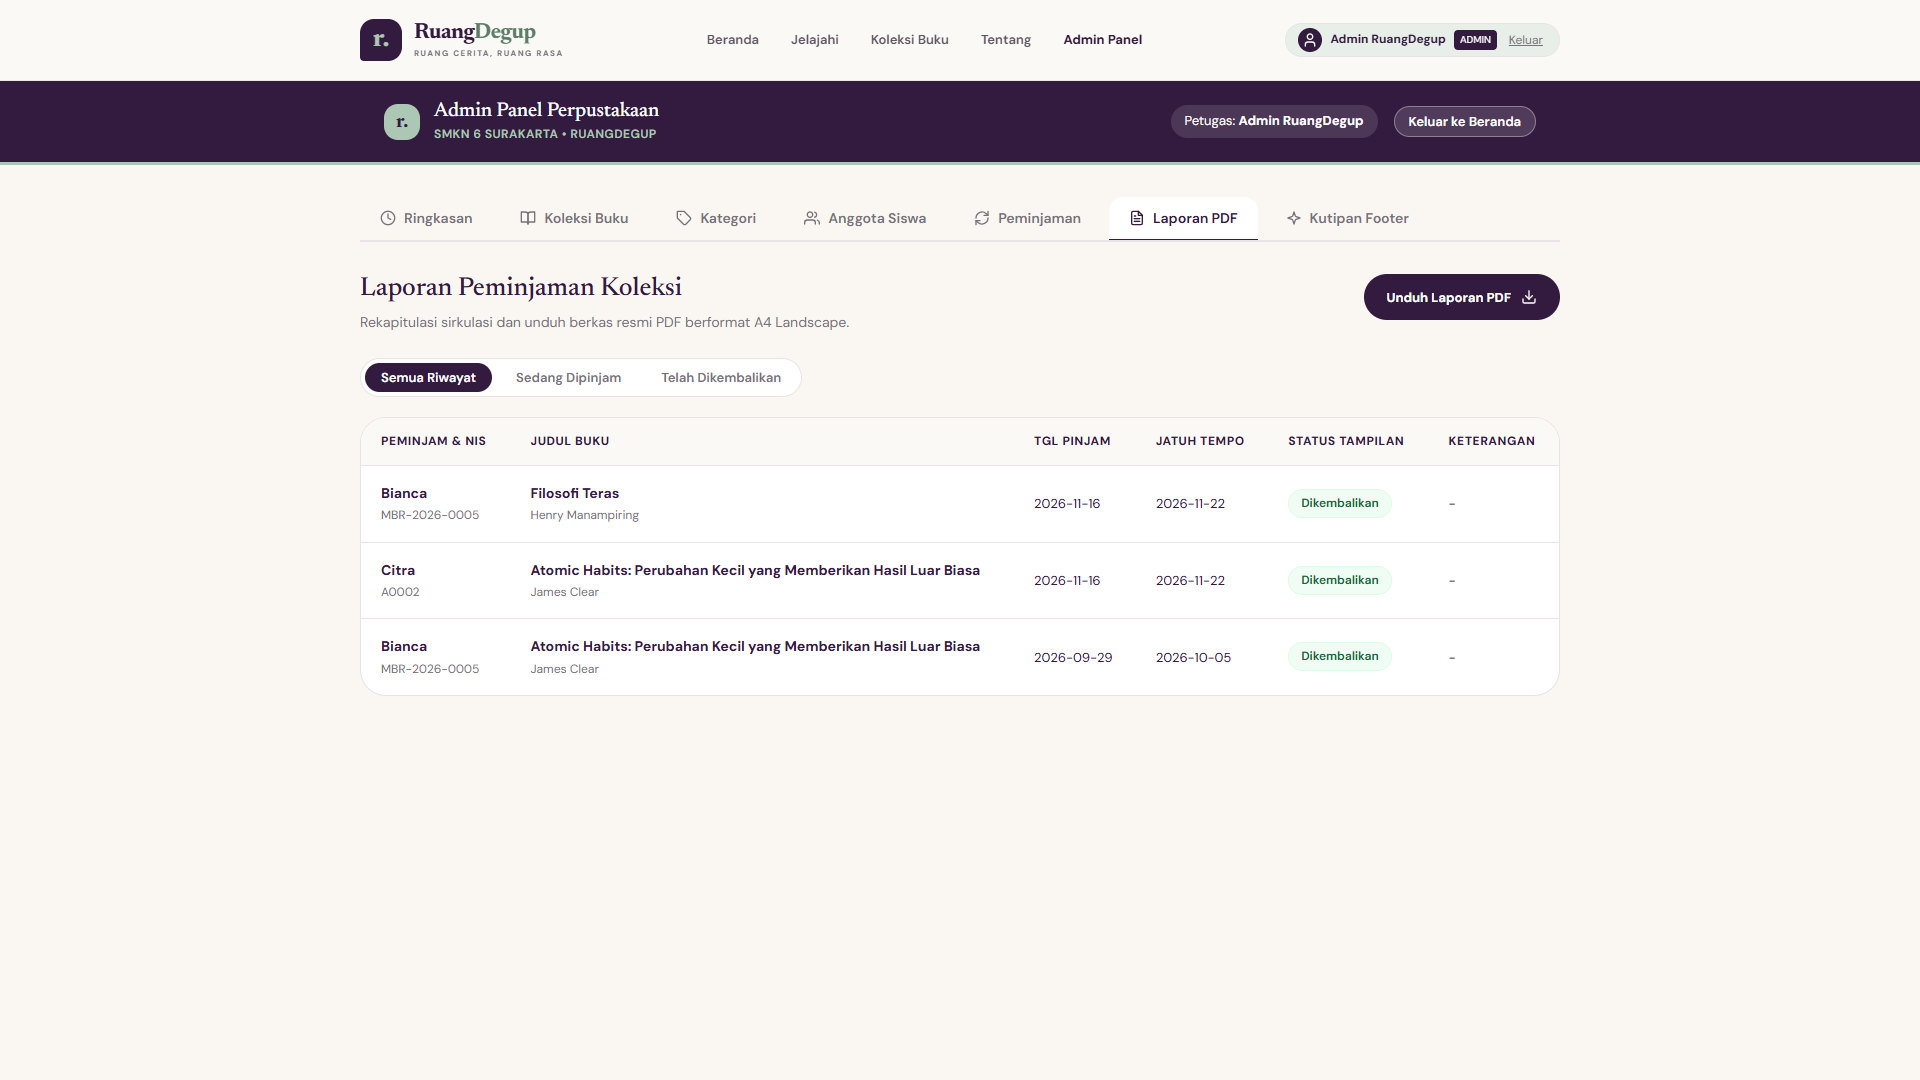 r.
RuangDegup
RUANG CERITA, RUANG RASA
Beranda
Jelajahi
Koleksi Buku
Tentang
Admin Panel
Admin RuangDegup
ADMIN
Keluar
r.
Admin Panel Perpustakaan
SMKN 6 SURAKARTA • RUANGDEGUP
Petugas: Admin RuangDegup
Keluar ke Beranda
Ringkasan
Koleksi Buku
Kategori
Anggota Siswa
Peminjaman
Laporan PDF
Kutipan Footer
Laporan Peminjaman Koleksi
Rekapitulasi sirkulasi dan unduh berkas resmi PDF berformat A4 Landscape.
Unduh Laporan PDF
Semua Riwayat
Sedang Dipinjam
Telah Dikembalikan
PEMINJAM & NIS
JUDUL BUKU
TGL PINJAM
JATUH TEMPO
STATUS TAMPILAN
KETERANGAN
Bianca
MBR-2026-0005
Filosofi Teras
Henry Manampiring
2026-11-16
2026-11-22
Dikembalikan
-
Citra
A0002
Atomic Habits: Perubahan Kecil yang Memberikan Hasil Luar Biasa
James Clear
2026-11-16
2026-11-22
Dikembalikan
-
Bianca
MBR-2026-0005
Atomic Habits: Perubahan Kecil yang Memberikan Hasil Luar Biasa
James Clear
2026-09-29
2026-10-05
Dikembalikan
-